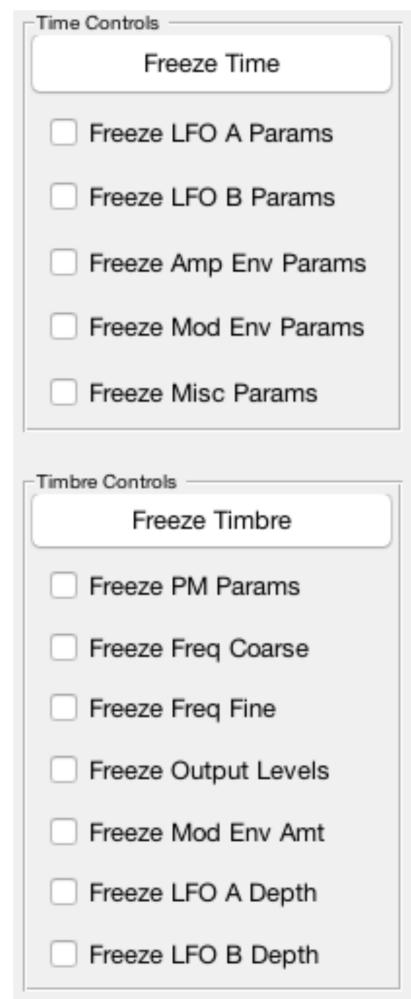 Time Controls
Freeze Time
Freeze LFO A Params
Freeze LFO B Params
Freeze Amp Env Params
Freeze Mod Env Params
Freeze Misc Params
Timbre Controls
Freeze Timbre
Freeze PM Params
Freeze Freq Coarse
Freeze Freq Fine
Freeze Output Levels
Freeze Mod Env Amt
Freeze LFO A Depth
Freeze LFO B Depth